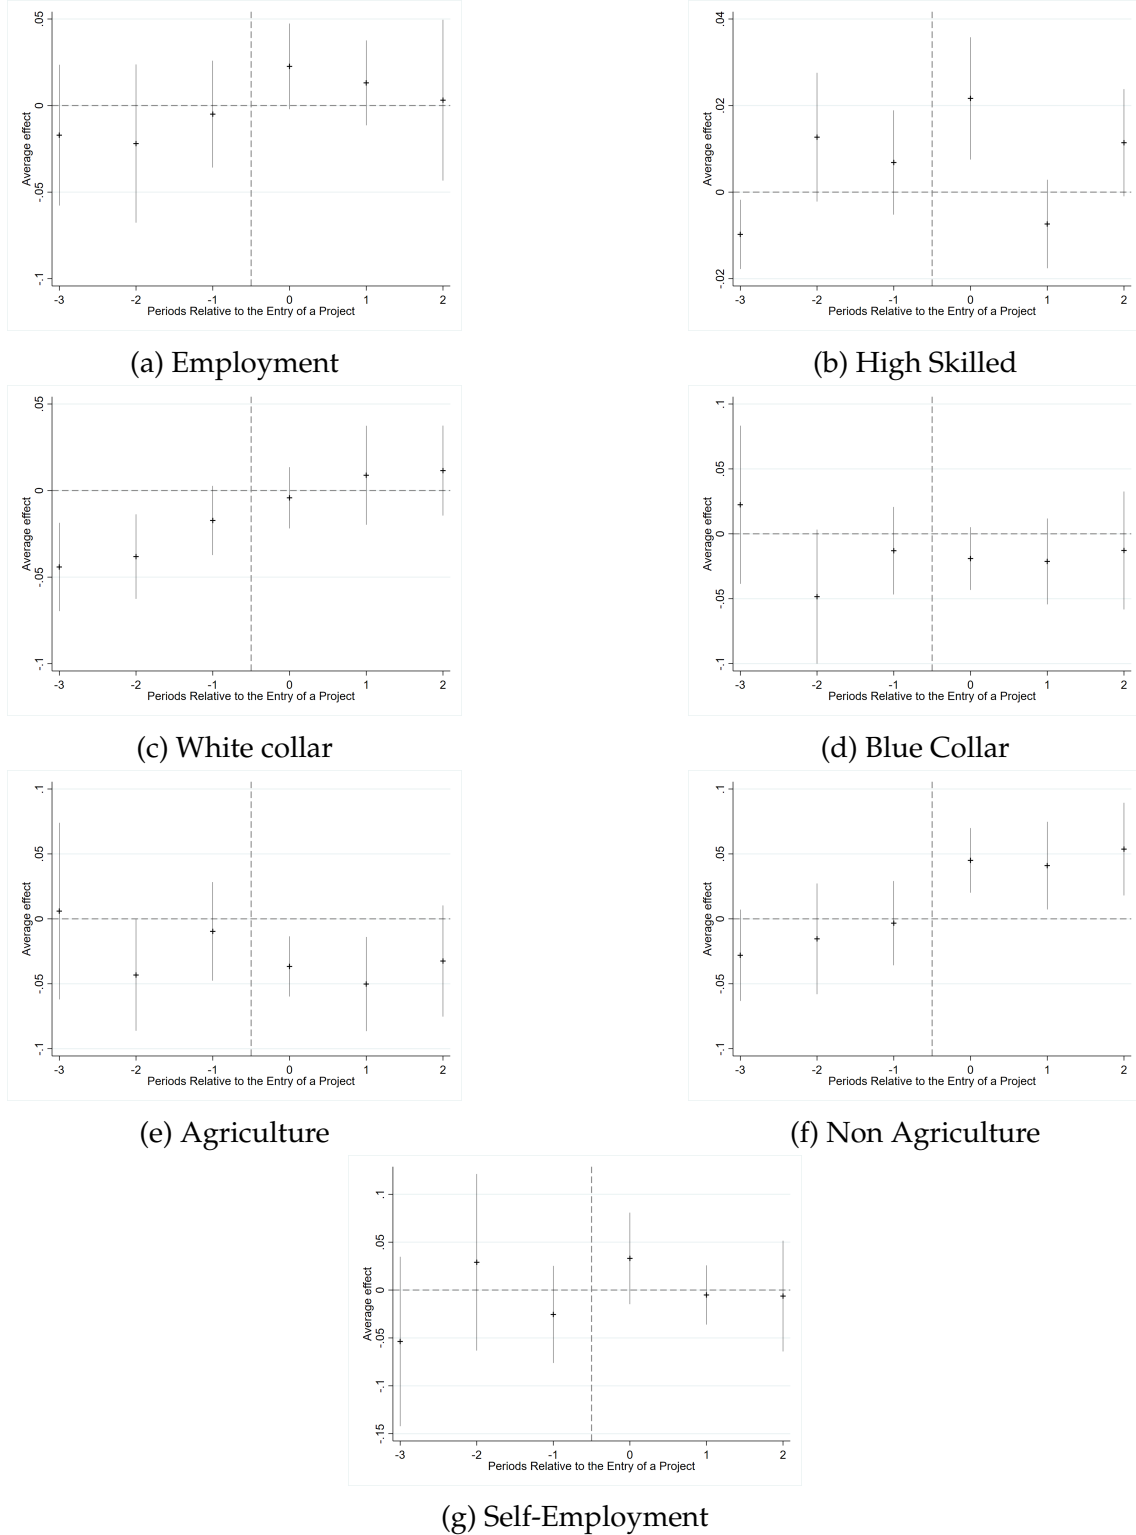 .05
0
-.05
-.1
Average effect
-3 -2 -1 0 1 2
Periods Relative to the Entry of a Project
(a) Employment
.04
.02
0
-.02
Average effect
-3 -2 -1 0 1 2
Periods Relative to the Entry of a Project
(b) High Skilled
.05
0
-.05
-.1
Average effect
-3 -2 -1 0 1 2
Periods Relative to the Entry of a Project
(c) White collar
.1
.05
0
-.05
-.1
Average effect
-3 -2 -1 0 1 2
Periods Relative to the Entry of a Project
(d) Blue Collar
.1
.05
0
-.05
-.1
Average effect
-3 -2 -1 0 1 2
Periods Relative to the Entry of a Project
(e) Agriculture
.1
.05
0
-.05
-.1
Average effect
-3 -2 -1 0 1 2
Periods Relative to the Entry of a Project
(f) Non Agriculture
.1
.05
0
-.05
-.1
-.15
Average effect
-3 -2 -1 0 1 2
Periods Relative to the Entry of a Project
(g) Self-Employment